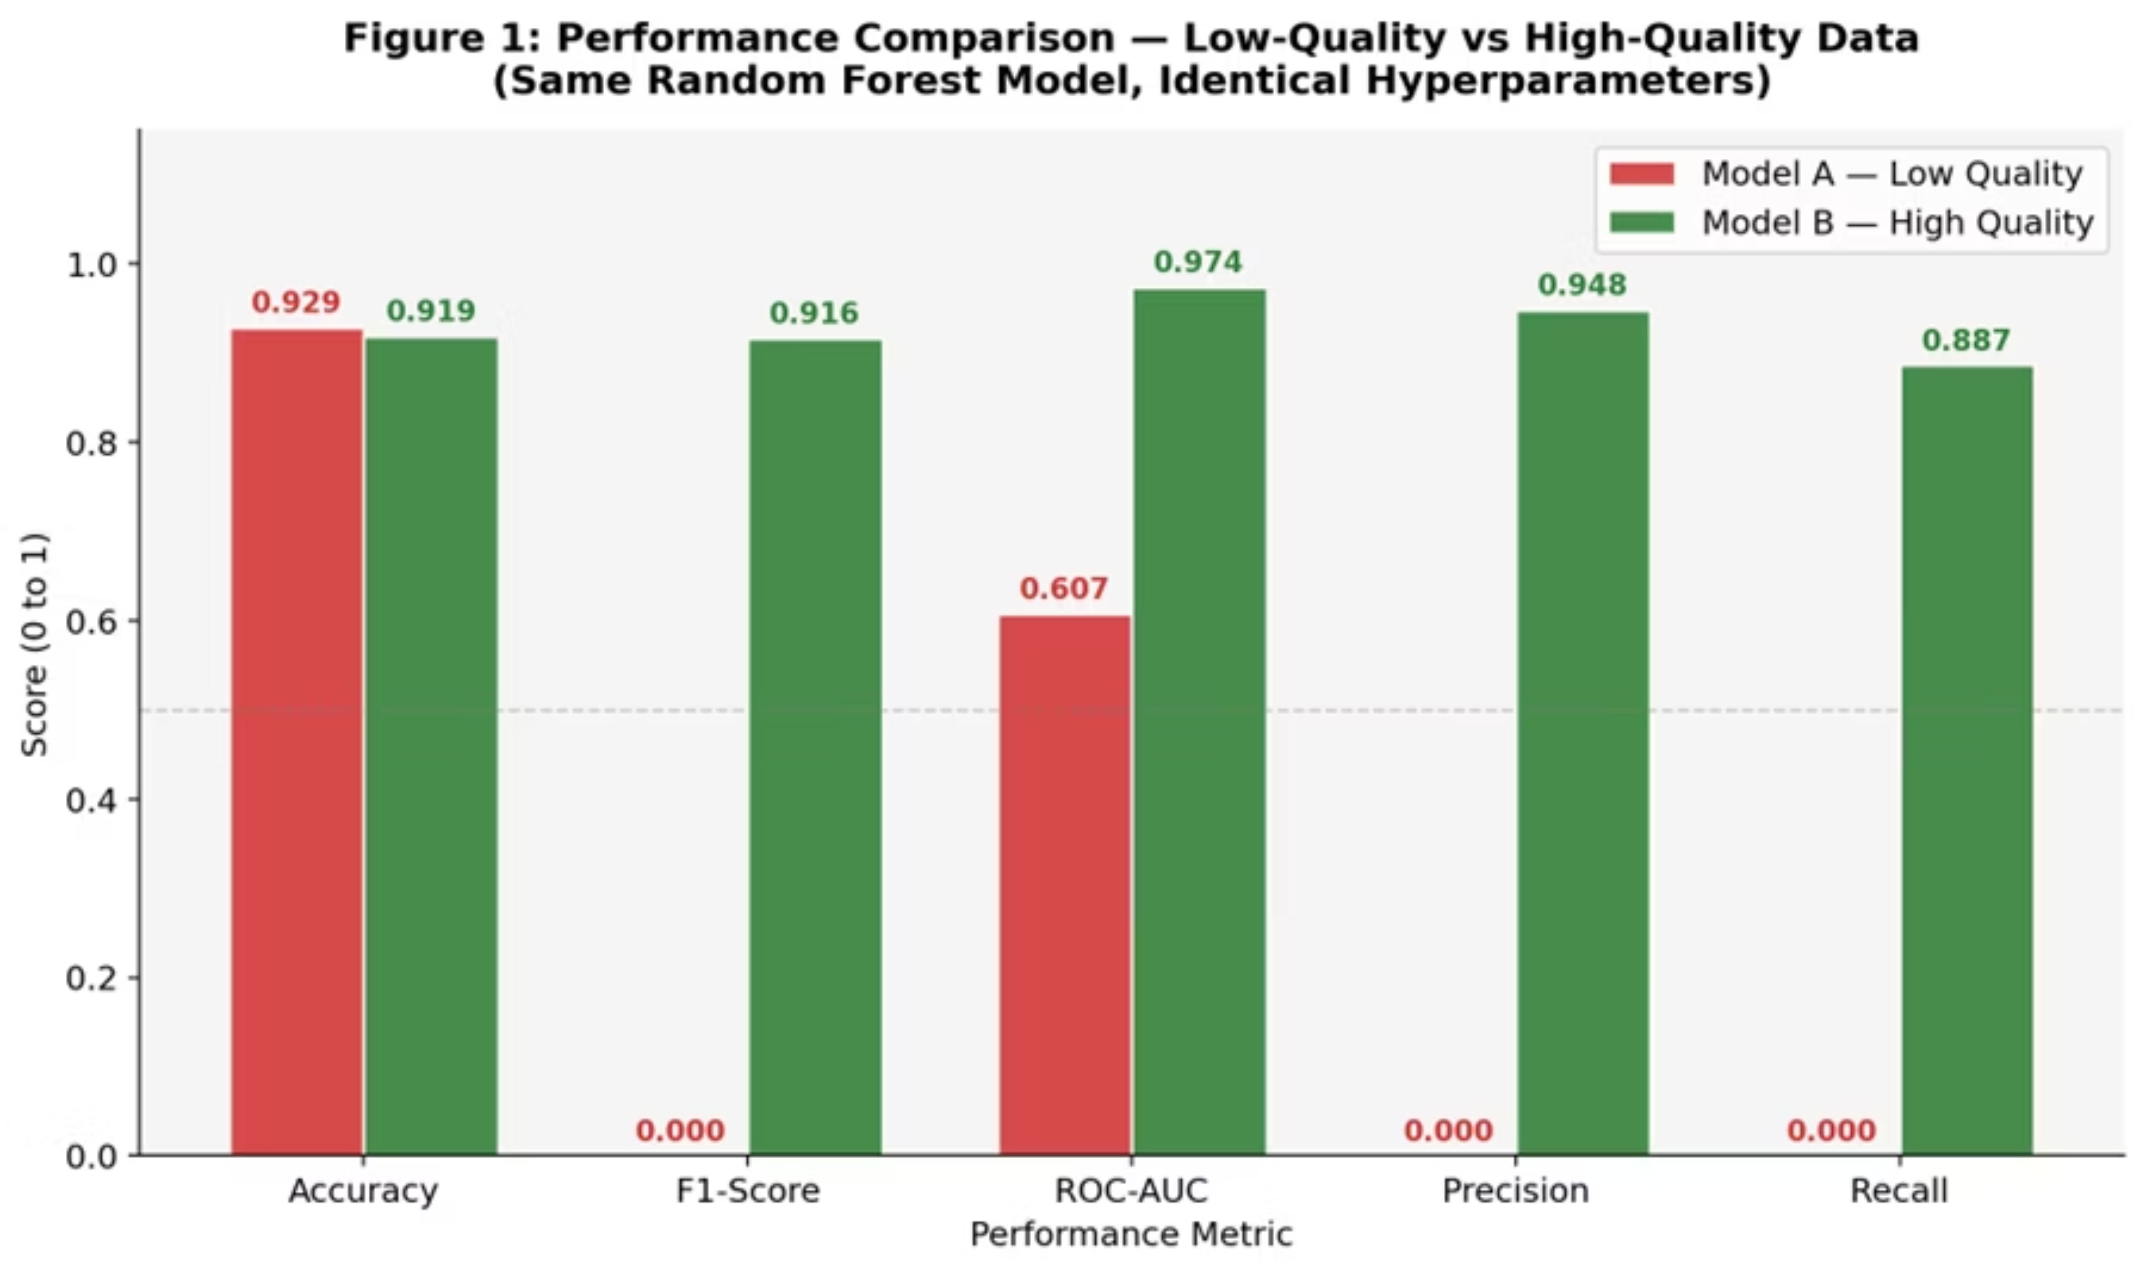 Figure 1: Performance Comparison — Low-Quality vs High-Quality Data
(Same Random Forest Model, Identical Hyperparameters)
Model A — Low Quality
Model B — High Quality
Score (0 to 1)
1.0
0.8
0.6
0.4
0.2
0.0
0.929
0.919
0.000
0.916
0.607
0.974
0.000
0.948
0.000
0.887
Accuracy
F1-Score
ROC-AUC
Precision
Recall
Performance Metric